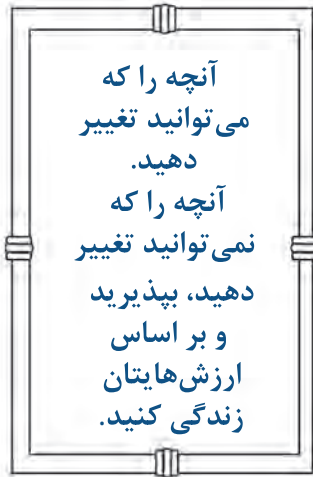 آنچه را که
می‌توانید تغییر
دهید.
آنچه را که
نمی‌توانید تغییر
دهید، بپذیرید
و بر اساس
ارزش‌هایتان
زندگی کنید.